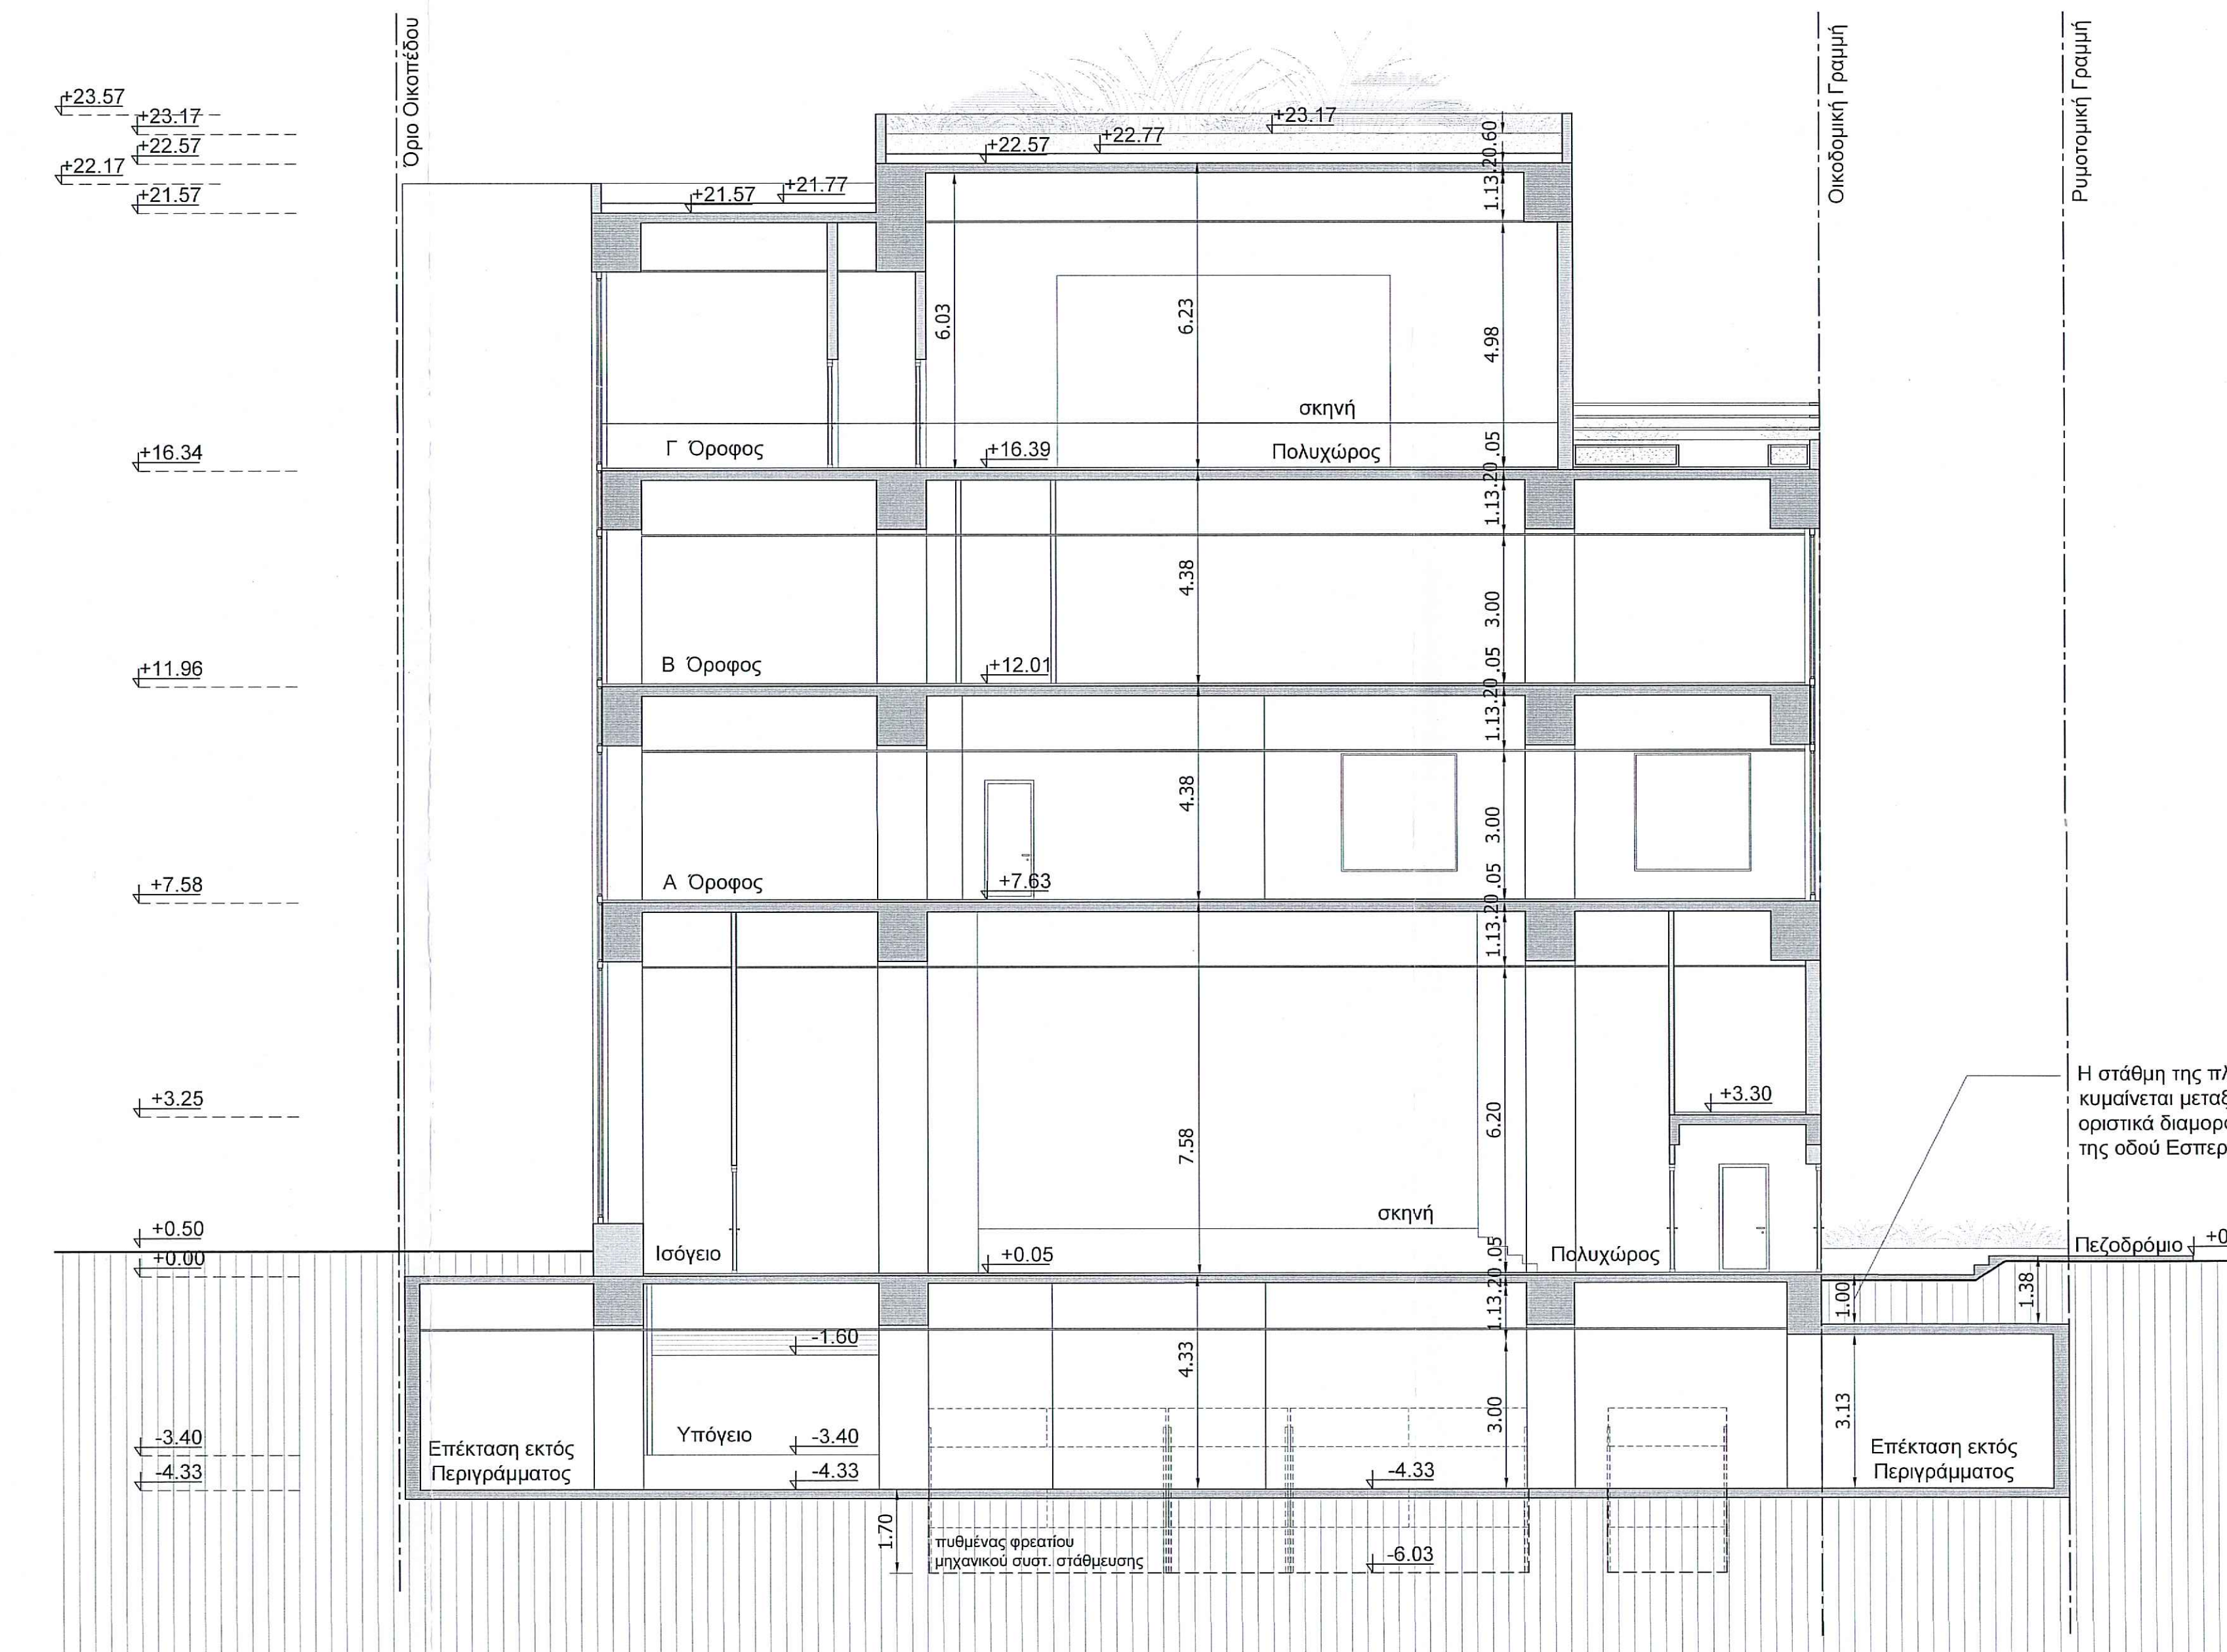 Όριο Οικοπέδου
Οικοδομική Γραμμή
Ρυμοτομική Γραμμή
+23.57
+23.17
+22.57
+22.17
+21.57
+23.17
+22.77
+22.57
+21.77
+21.57
1.13 .20 .60
6.03
6.23
4.98
σκηνή
+16.34
Γ Όροφος
+16.39
Πολυχώρος
1.13 .20 .05
4.38
3.00
+11.96
Β Όροφος
+12.01
1.13 .20 .05
4.38
3.00
+7.58
Α Όροφος
+7.63
1.13 .20 .05
+3.25
+3.30
7.58
6.20
Η στάθμη της
κυμαίνεται
οριστικά
της οδού
σκηνή
+0.50
+0.00
Ισόγειο
+0.05
Πολυχώρος
Πεζοδρόμιο
1.13 .20 .05
1.00
1.38
-1.60
4.33
3.00
3.13
-3.40
-4.33
Επέκταση εκτός
Περιγράμματος
Υπόγειο
-3.40
-4.33
-4.33
Επέκταση εκτός
Περιγράμματος
1.70
πυθμένας φρεατίου
μηχανικού συστ. στάθμευσης
-6.03